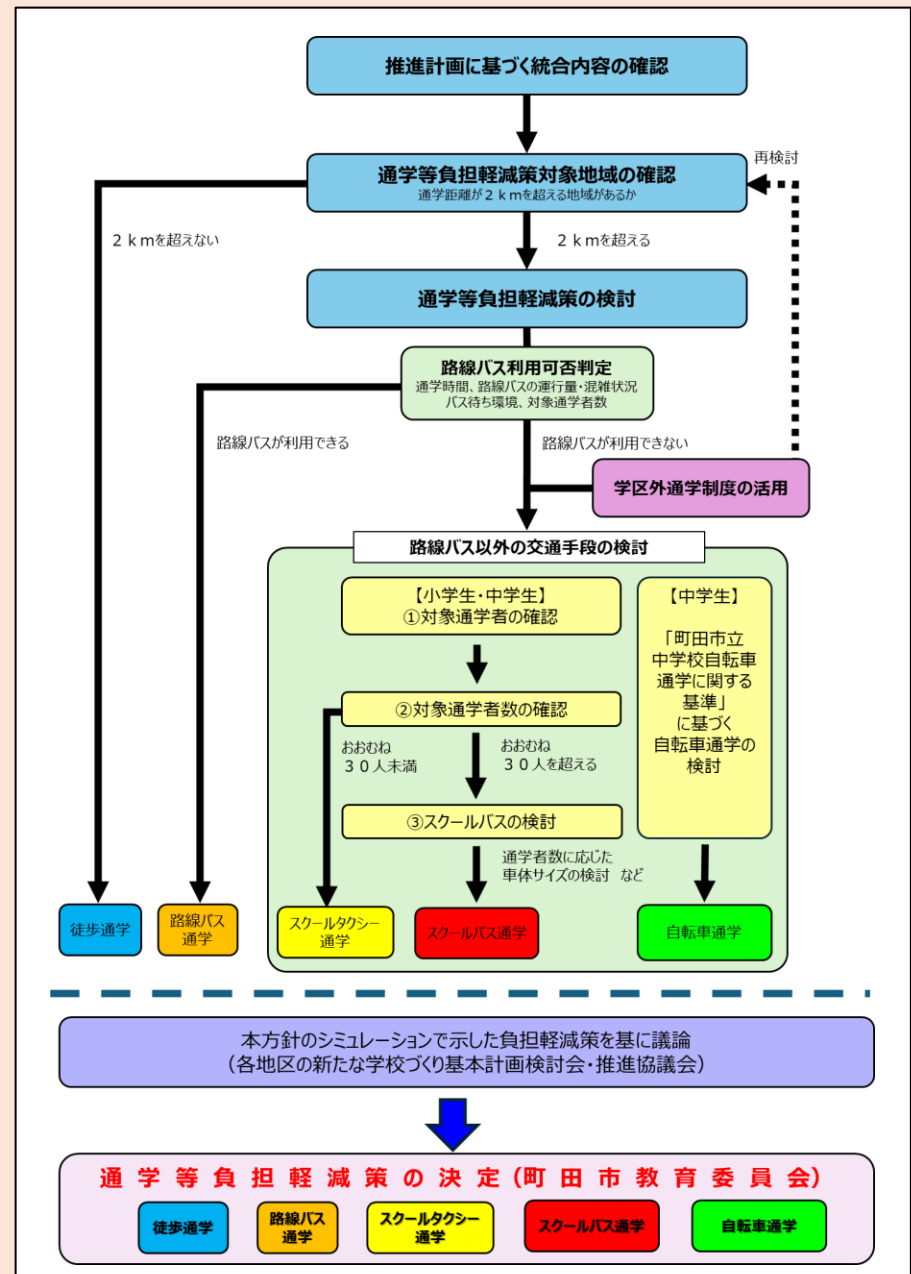 推進計画に基づく統合内容の確認
通学等負担軽減策対象地域の確認
通学距離が2kmを超える地域があるか
再検討
2kmを超えない
2kmを超える
通学等負担軽減策の検討
路線バス利用可否判定
通学時間、路線バスの運行量・混雑状況
バス待ち環境、対象通学者数
路線バスが利用できる
路線バスが利用できない
学区外通学制度の活用
路線バス以外の交通手段の検討
【小学生・中学生】
①対象通学者の確認
②対象通学者数の確認
おおむね
30人未満
おおむね
30人を超える
③スクールバスの検討
通学者数に応じた
車体サイズの検討 など
【中学生】
「町田市立
中学校自転車
通学に関する
基準」
に基づく
自転車通学の
検討
徒歩通学
路線バス
通学
スクールタクシー
通学
スクールバス通学
自転車通学
本方針のシミュレーションで示した負担軽減策を基に議論
(各地区の新たな学校づくり基本計画検討会・推進協議会)
通学等負担軽減策の決定(町田市教育委員会)
徒歩通学
路線バス
通学
スクールタクシー
通学
スクールバス通学
自転車通学